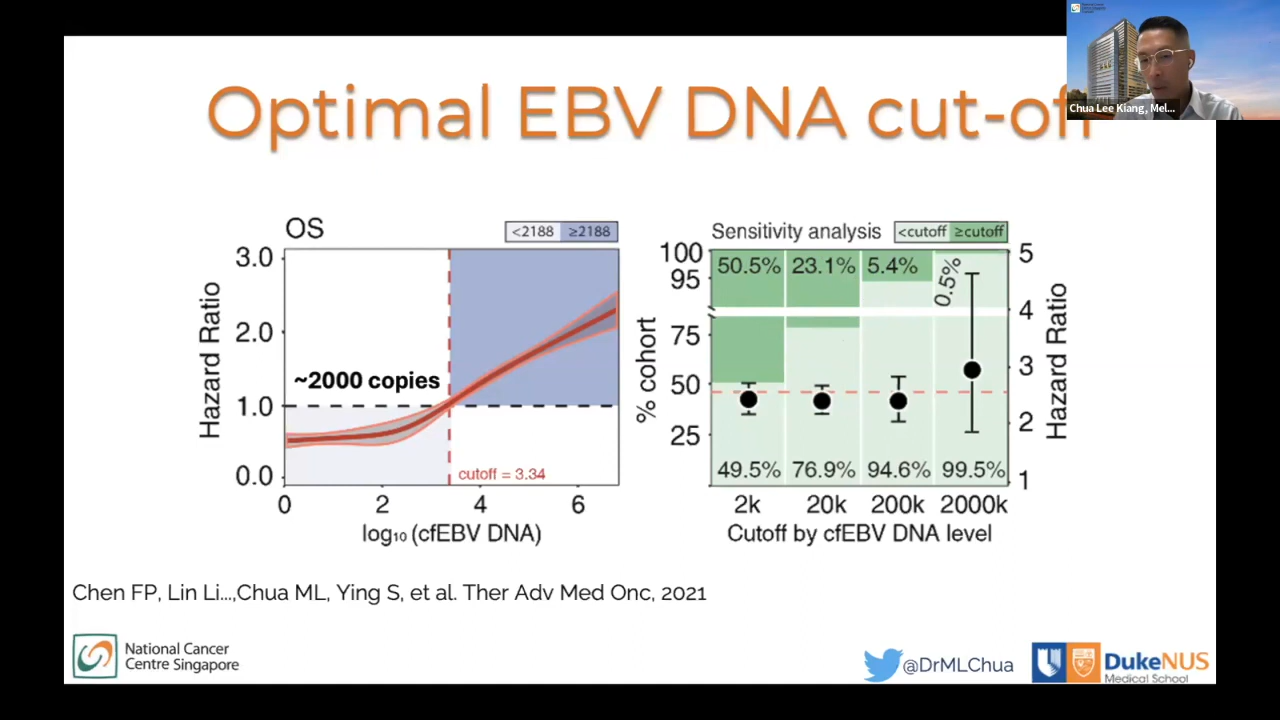 Optimal EBV DNA cut-off
Chua Lee Kiang, Mel...
OS
<2188 ≥2188
Hazard Ratio
3.0
2.0
1.0
0.0
~2000 copies
cutoff = 3.34
0 2 4 6
log₁₀ (cfEBV DNA)
Sensitivity analysis
<cutoff ≥cutoff
% cohort
100
95
75
50
25
50.5% 23.1% 5.4% 0.5%
49.5% 76.9% 94.6% 99.5%
5
4
3
2
1
Hazard Ratio
2k 20k 200k 2000k
Cutoff by cfEBV DNA level
Chen FP, Lin Li...,Chua ML, Ying S, et al. Ther Adv Med Onc, 2021
National Cancer
Centre Singapore
@DrMLChua
DukeNUS
Medical School